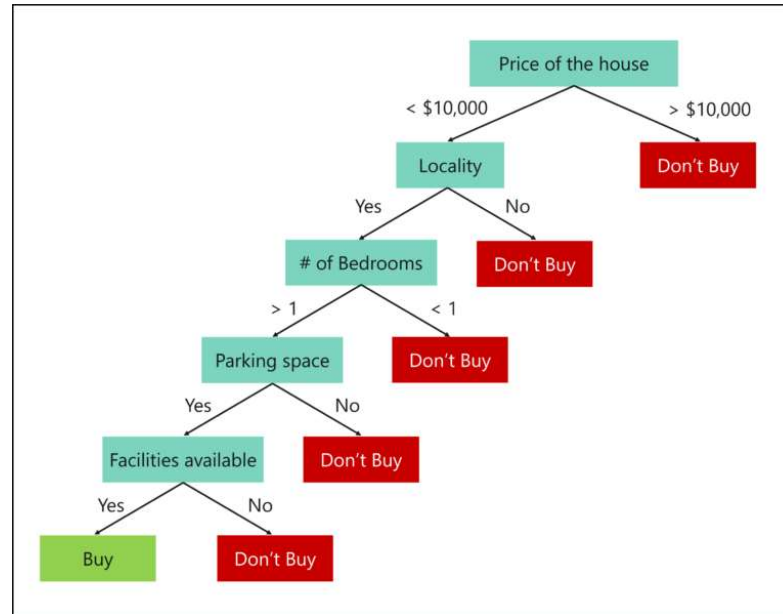 Price of the house
< $10,000
> $10,000
Locality
Don't Buy
Yes
No
# of Bedrooms
Don't Buy
> 1
< 1
Parking space
Don't Buy
Yes
No
Facilities available
Don't Buy
Yes
No
Buy
Don't Buy